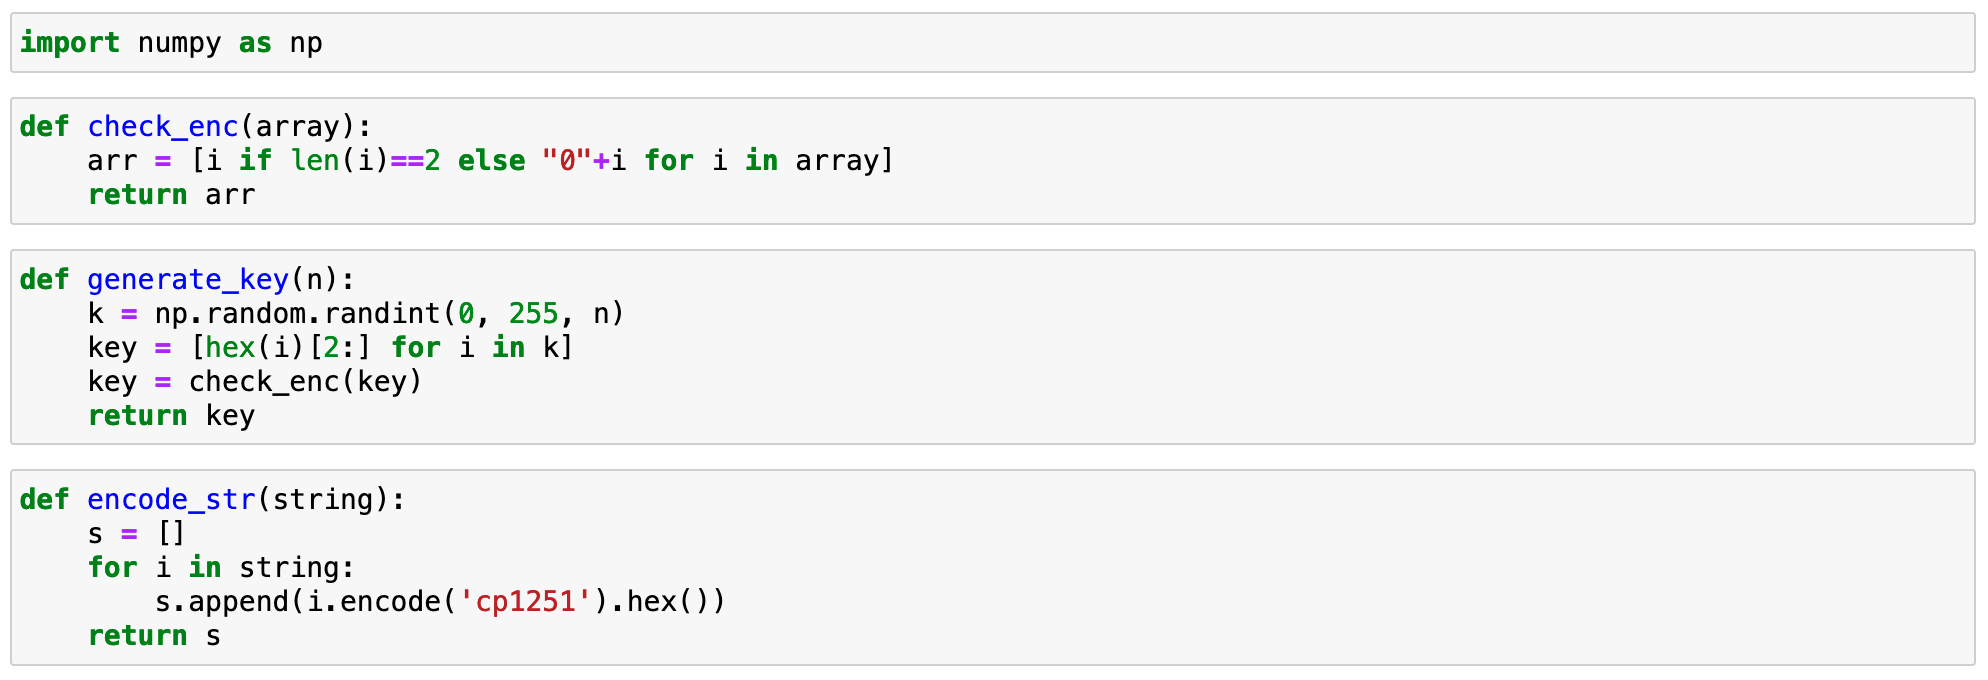 import numpy as np
def check_enc(array):
    arr = [i if len(i)==2 else "0"+i for i in array]
    return arr
def generate_key(n):
    k = np.random.randint(0, 255, n)
    key = [hex(i)[2:] for i in k]
    key = check_enc(key)
    return key
def encode_str(string):
    s = []
    for i in string:
        s.append(i.encode('cp1251').hex())
    return s